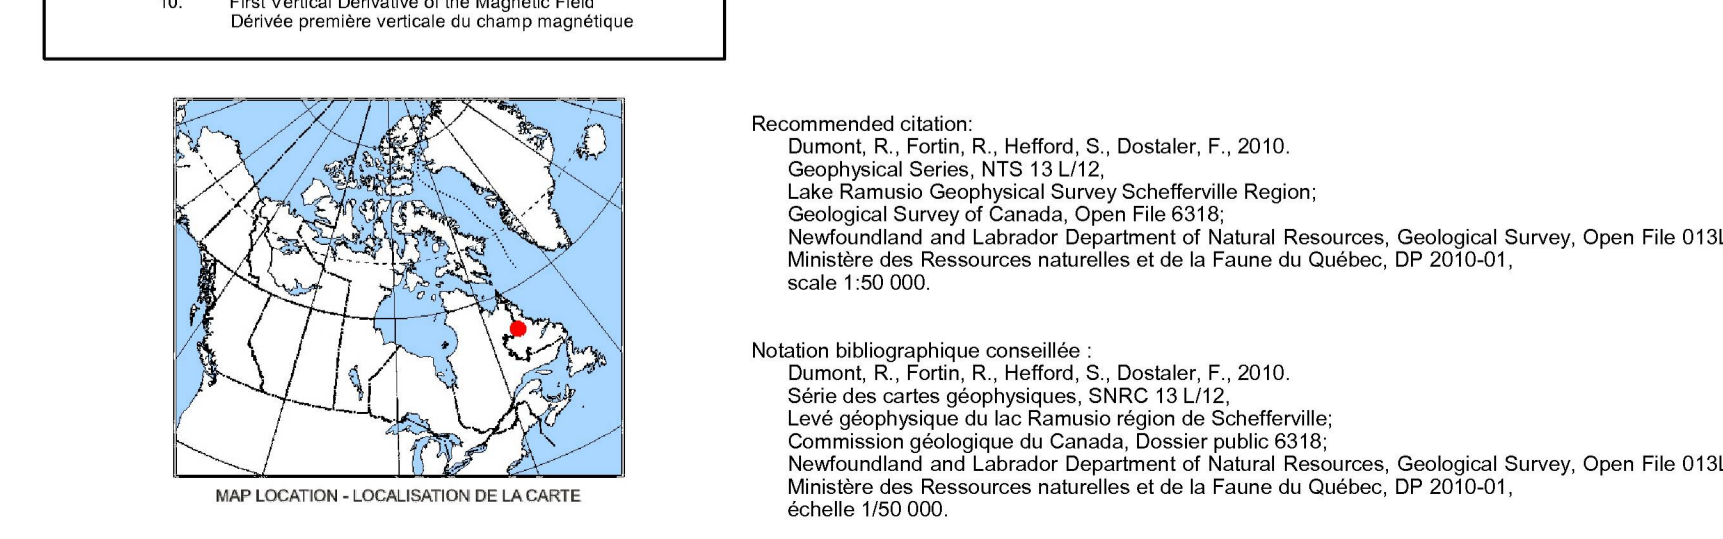 10. First Vertical Derivative of the Magnetic Field
Dérivée première verticale du champ magnétique
MAP LOCATION - LOCALISATION DE LA CARTE
Recommended citation:
Dumont, R., Fortin, R., Hefford, S., Dostaler, F., 2010.
Geophysical Series, NTS 13 L/12,
Lake Ramusio Geophysical Survey Schefferville Region;
Geological Survey of Canada, Open File 6318;
Newfoundland and Labrador Department of Natural Resources, Geological Survey, Open File
Ministère des Ressources naturelles et de la Faune du Québec, DP 2010-01,
scale 1:50 000.
Notation bibliographique conseillée :
Dumont, R., Fortin, R., Hefford, S., Dostaler, F., 2010.
Série des cartes géophysiques, SNRC 13 L/12,
Levé géophysique du lac Ramusio région de Schefferville;
Commission géologique du Canada, Dossier public 6318;
Newfoundland and Labrador Department of Natural Resources, Geological Survey, Open File
Ministère des Ressources naturelles et de la Faune du Québec, DP 2010-01,
échelle 1/50 000.